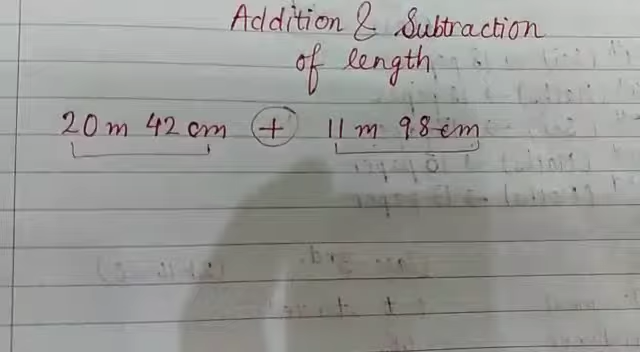 Addition & Subtraction
of length
20 m 42 cm + 11 m 98 cm